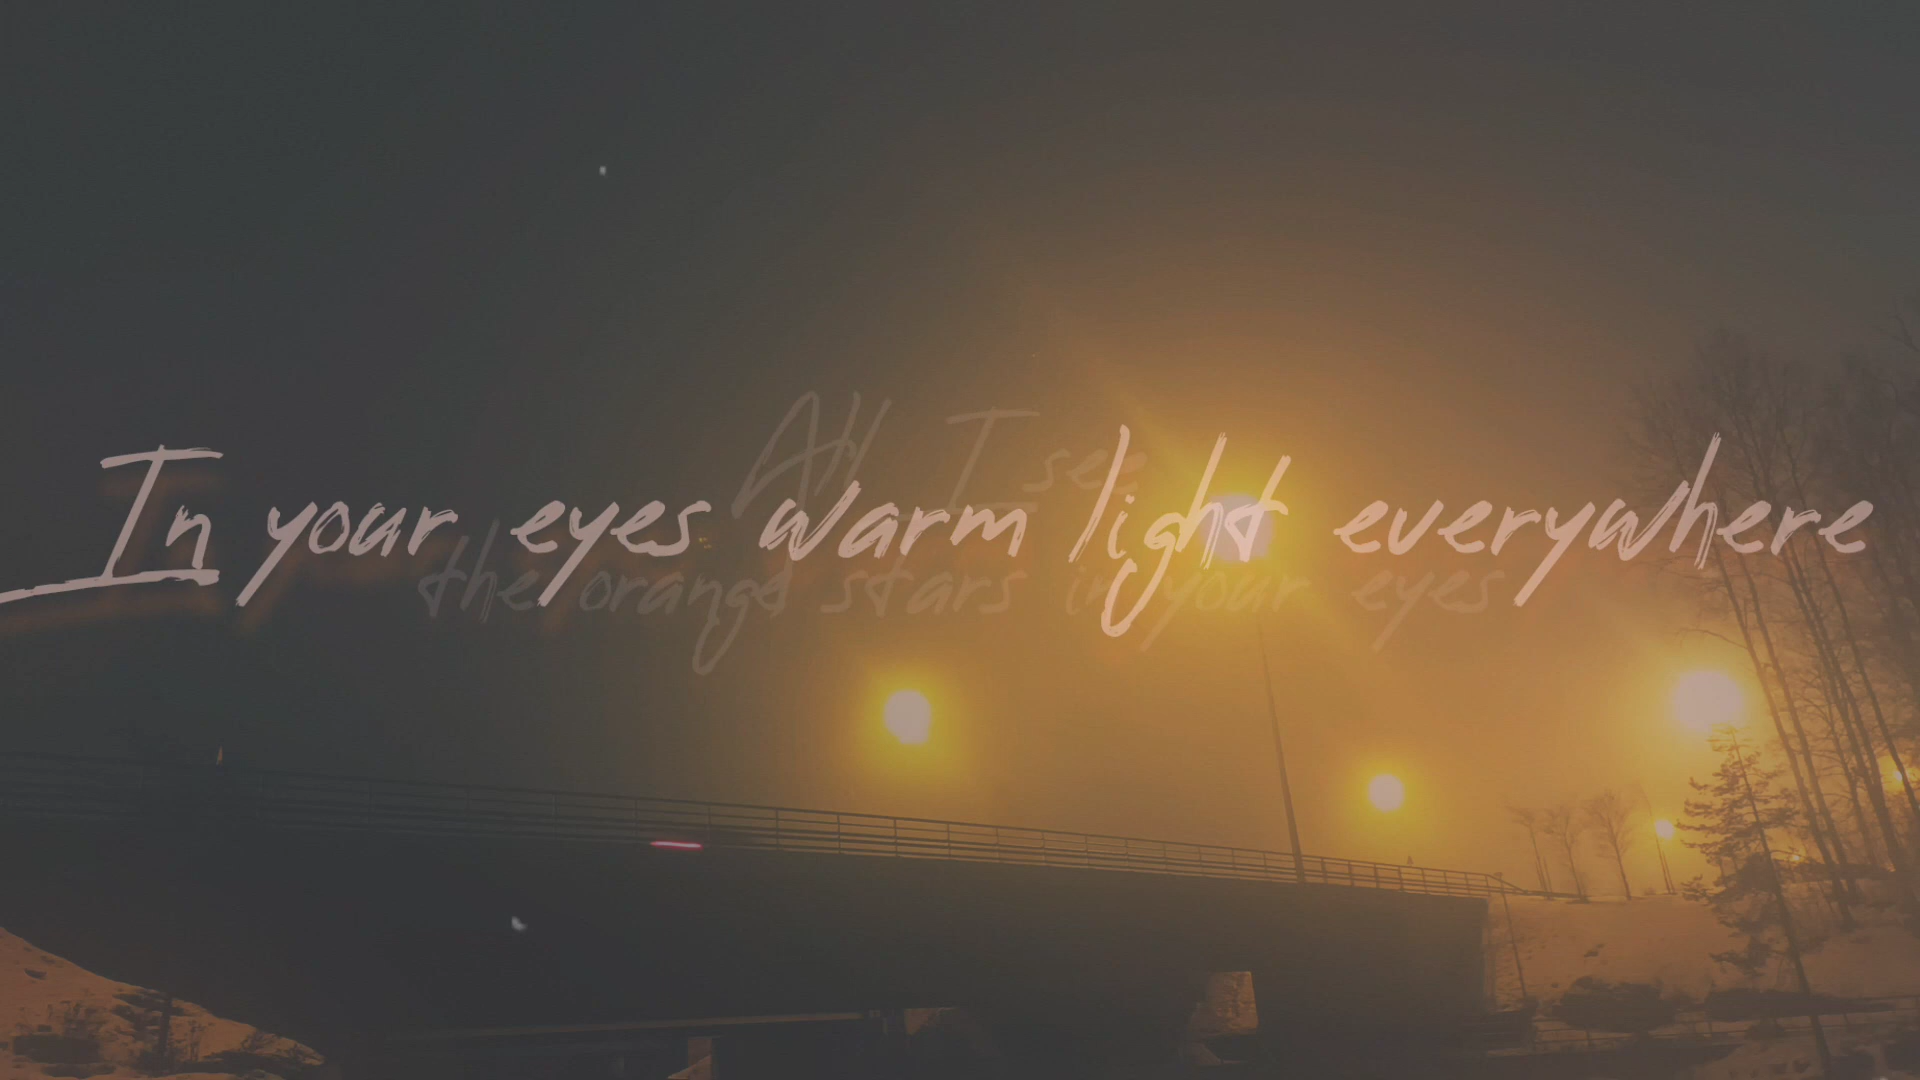 All I see
In your eyes warm light everywhere
the orange stars in your eyes